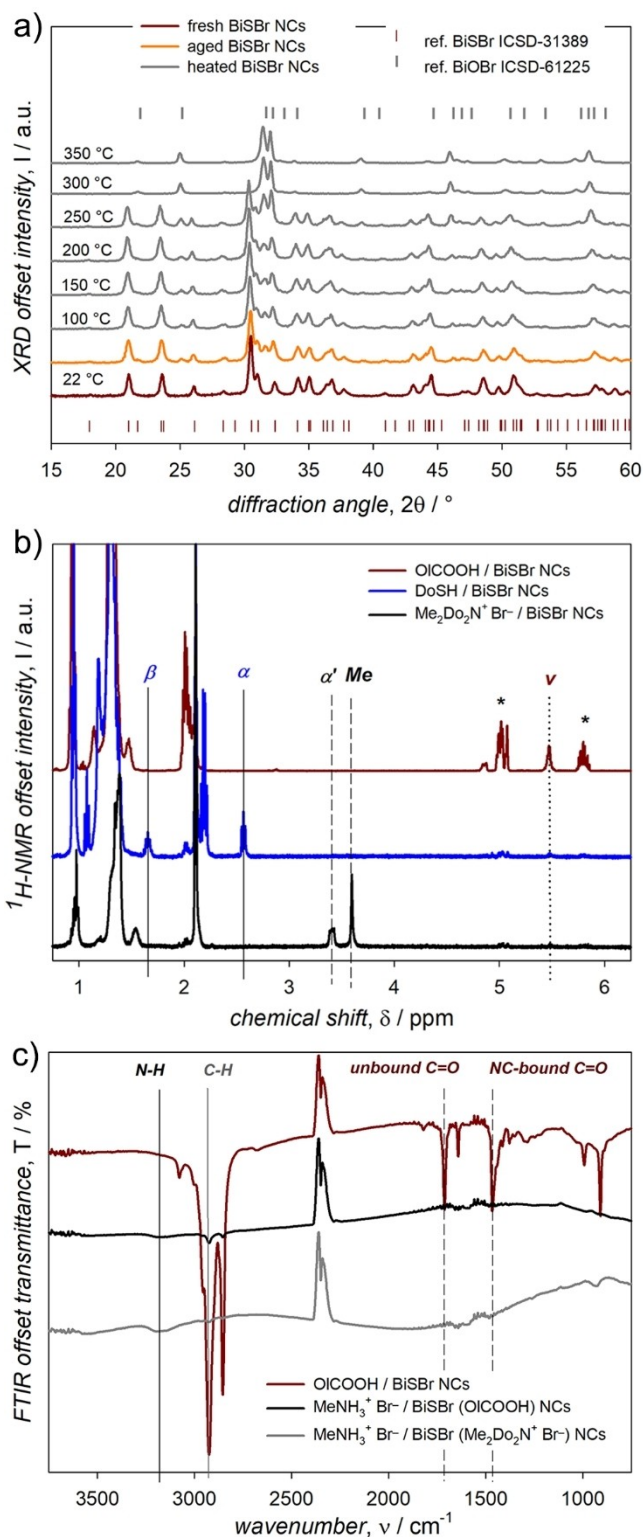 a)
fresh BiSBr NCs
aged BiSBr NCs
heated BiSBr NCs
ref. BiSBr ICSD-31389
ref. BiOBr ICSD-61225
XRD offset intensity, I / a.u.
350 °C
300 °C
250 °C
200 °C
150 °C
100 °C
22 °C
15 20 25 30 35 40 45 50 55 60
diffraction angle, 2θ / °
b)
OlCOOH / BiSBr NCs
DoSH / BiSBr NCs
Me₂Do₂N⁺ Br⁻ / BiSBr NCs
¹H-NMR offset intensity, I / a.u.
β α α' Me * v *
1 2 3 4 5 6
chemical shift, δ / ppm
c)
N-H C-H unbound C=O NC-bound C=O
FTIR offset transmittance, T / %
OlCOOH / BiSBr NCs
MeNH₃⁺ Br⁻ / BiSBr (OlCOOH) NCs
MeNH₃⁺ Br⁻ / BiSBr (Me₂Do₂N⁺ Br⁻) NCs
3500 3000 2500 2000 1500 1000
wavenumber, ν / cm⁻¹